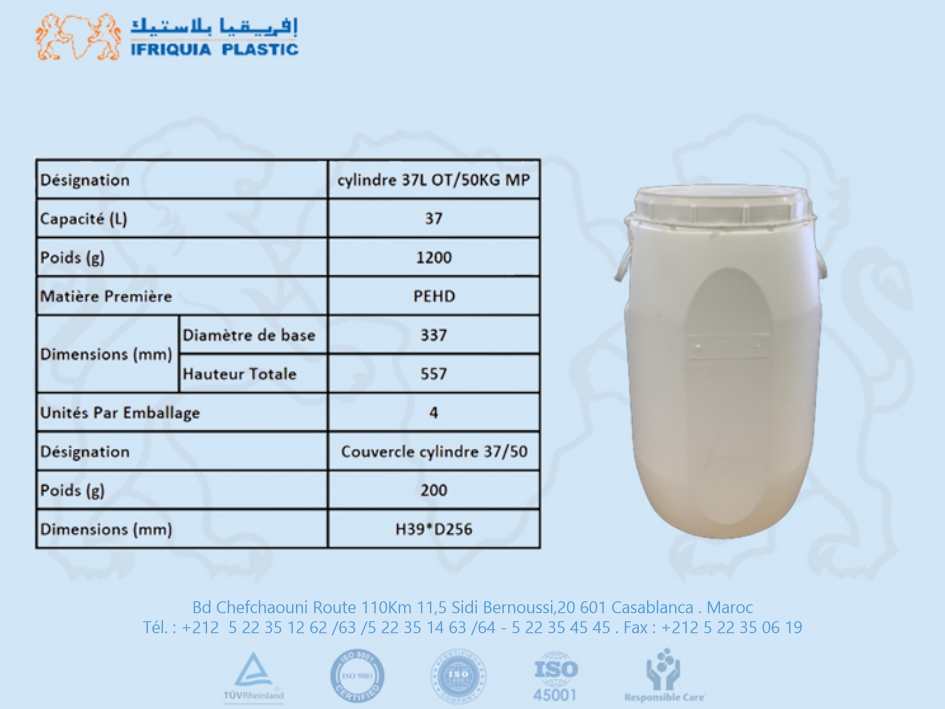 إفريقيا بلاستيك
IFRIQUIA PLASTIC
Désignation cylindre 37L OT/50KG MP
Capacité (L) 37
Poids (g) 1200
Matière Première PEHD
Dimensions (mm) Diamètre de base 337
Hauteur Totale 557
Unités Par Emballage 4
Désignation Couvercle cylindre 37/50
Poids (g) 200
Dimensions (mm) H39*D256
Bd Chefchaouni Route 110Km 11,5 Sidi Bernoussi,20 601 Casablanca . Maroc
Tél. : +212 5 22 35 12 62 /63 /5 22 35 14 63 /64 - 5 22 35 45 45 . Fax : +212 5 22 35 06 19
TÜVRheinland
ISO 9001
ISO 9001
CERTIFIED
CERTIFIED
ISO
COMPANY
ISO
45001
Responsible Care